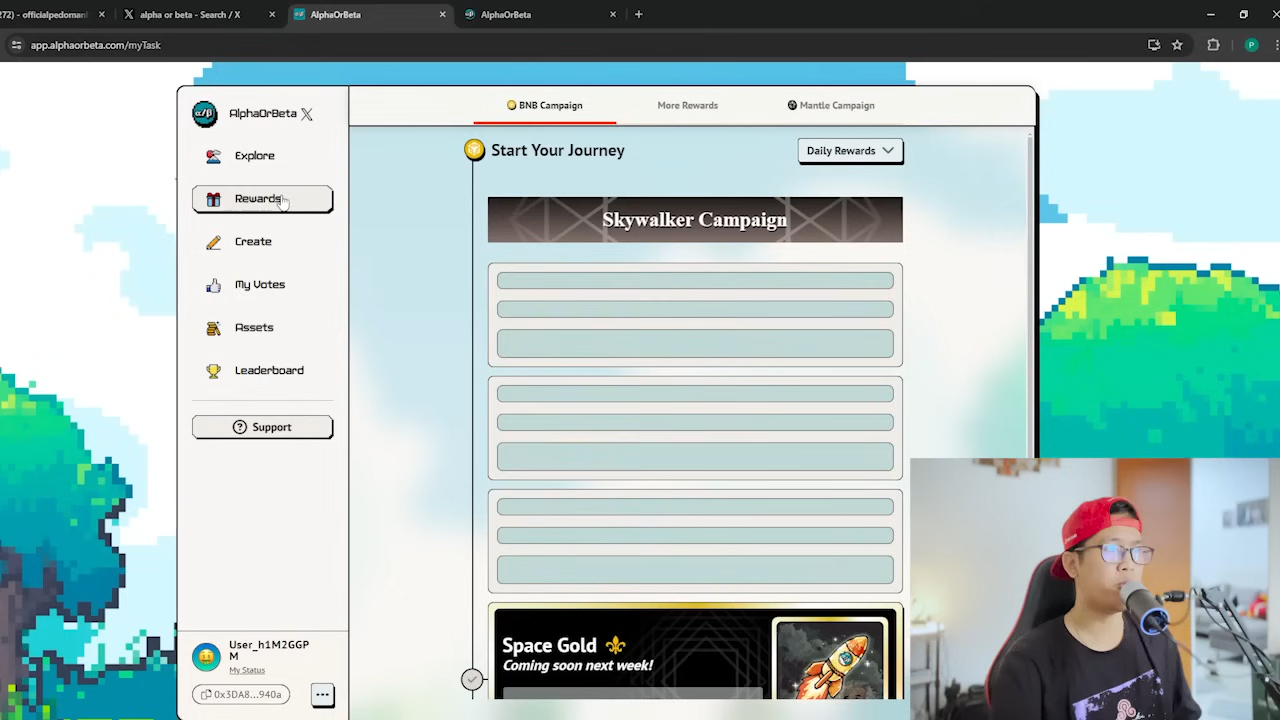 272) - officialpedoman
alpha or beta - Search / X
AlphaOrBeta
AlphaOrBeta
app.alphaorbeta.com/myTask
P
α/β
AlphaOrBeta X
Explore
Rewards
Create
My Votes
Assets
Leaderboard
Support
User_h1M2GGP
M
My Status
0x3DA8...940a
BNB Campaign
More Rewards
Mantle Campaign
Start Your Journey
Daily Rewards
Skywalker Campaign
Space Gold
Coming soon next week!